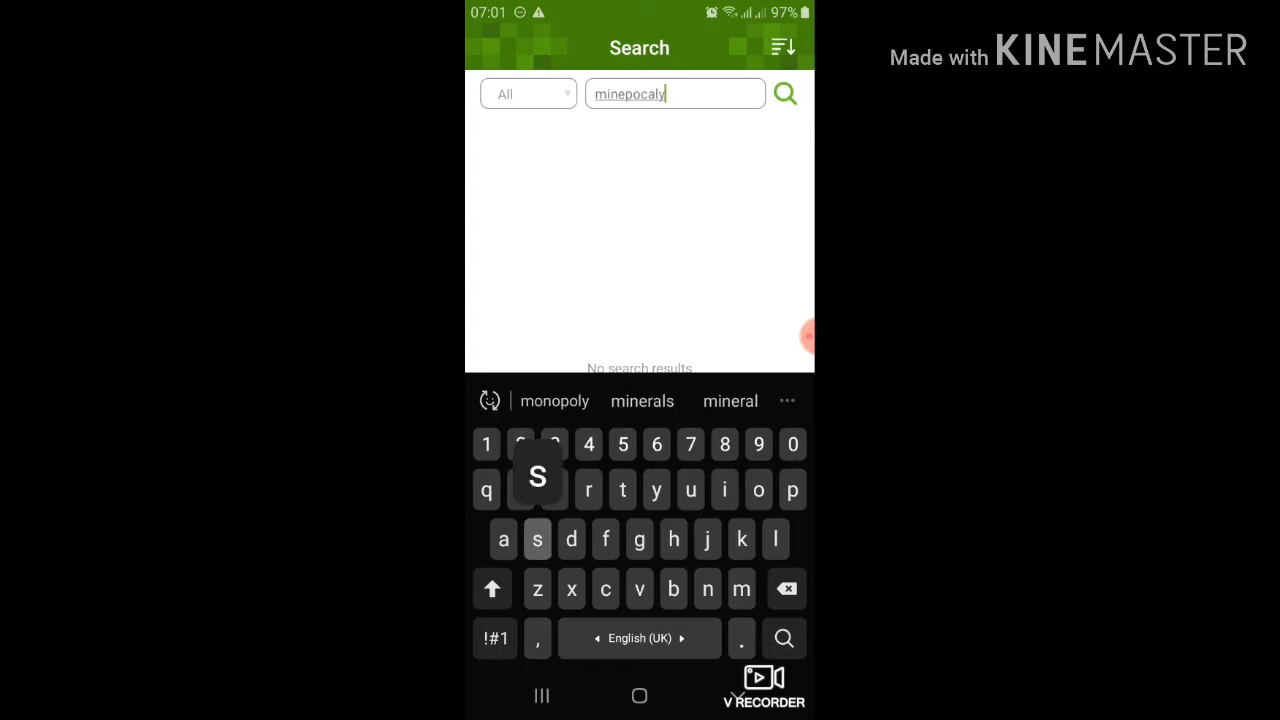 07:01 97%
Search
Made with KINEMASTER
All minepocaly
No search results
monopoly minerals mineral ...
1 4 5 6 7 8 9 0
s
q r t y u i o p
a s d f g h j k l
z x c v b n m
!#1 , English (UK) .
V RECORDER